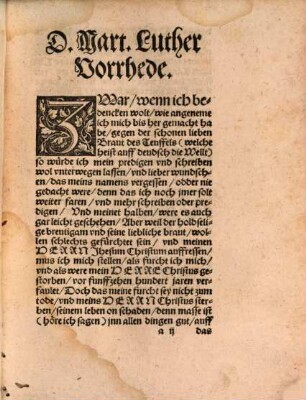 D. Mart. Luther
Vorrhede.
ZWar/ wenn ich be-
dencken wolt/ wie angeneme
ich mich bis her gemacht ha
be/ gegen der schonen lieben
Braut des Teuffels (welche
heist auff deudsch die Welt)
so würde ich mein predigen vnd schreiben
wol vnterwegen lassen/ vnd lieber wundsch-
en/ das meins namens vergessen/ odder nie
gedacht were/ denn das ich noch jmer solt
weiter faren/ vnd mehr schreiben oder pre-
digen/ Vnd meinet halben/ were es auch
gar leicht geschehen/ Aber weil der holdseli-
ge breutigam vnd seine liebliche braut/ wol-
len schlechts gefürchtet sein/ vnd meinen
HERRN Jhesum Christum auffressen/
mus ich mich stellen/ als fürcht ich mich/
vnd als were mein HERRE Christus ge-
storben/ vor funffzehen hundert jaren ver-
faulet/ Doch das meine furcht sey nicht zum
tode/ vnd meins HERRN Christus ster-
ben/ seinem leben on schaden/ denn masse ist
(höre ich sagen) jnn allen dingen gut/ auff
a ij das